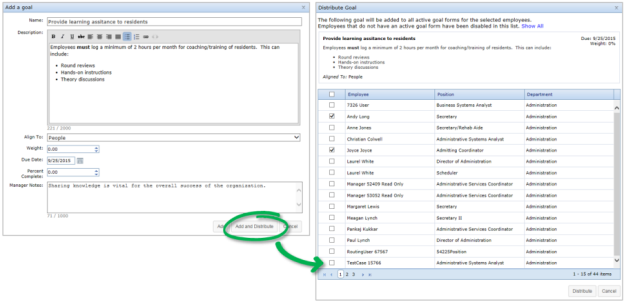 Add a goal
Name: Provide learning assitance to residents
Description:
Employees must log a minimum of 2 hours per month for coaching/training of residents. This can
include:
Round reviews
Hands-on instructions
Theory discussions
225 / 2000
Align To: People
Weight: 0.00
Due Date: 9/25/2015
Percent
Complete: 0.00
Manager Notes: Sharing knowledge is vital for the overall success of the organization.
71 / 1000
Add and Distribute
Cancel
Distribute Goal
The following goal will be added to all active goal forms for the selected employees.
Employees that do not have an active goal form have been disabled in this list. Show All
Provide learning assitance to residents Due: 9/25/2015
Weight: 0%
Employees must log a minimum of 2 hours per month for coaching/training of residents. This can include:
Round reviews
Hands-on instructions
Theory discussions
Aligned To: People
Employee Position Department
7326 User Business Systems Analyst Administration
Andy Long Secretary Administration
Anne Jones Secretary/Rehab Aide Administration
Christian Colwell Administrative Systems Analyst Administration
Joyce Joyce Admitting Coordinator Administration
Laurel White Director of Administration Administration
Laurel White Scheduler Administration
Manager 52409 Read Only Administrative Services Coordinator Administration
Manager 53052 Read Only Administrative Services Coordinator Administration
Margaret Lewis Secretary Administration
Meagan Lynch Secretary II Administration
Pankaj Kukkar Administrative Services Coordinator Administration
Paul Lynch Director of Administration Administration
RoutingUser 67567 54225Position Administration
TestCase 15766 Administrative Systems Analyst Administration
1 2 3 1 - 15 of 44 items
Distribute Cancel